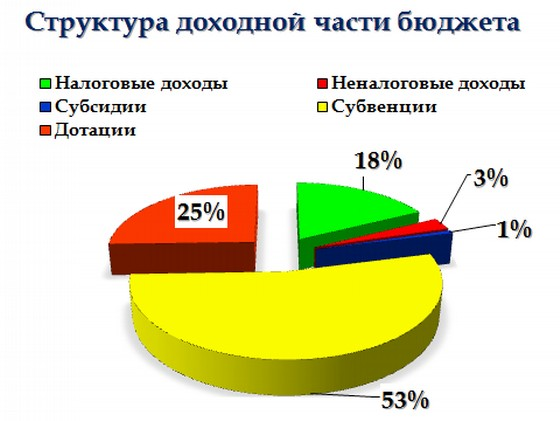 Структура доходной части бюджета
Налоговые доходы
Неналоговые доходы
Субсидии
Субвенции
Дотации
18%
3%
25%
1%
53%